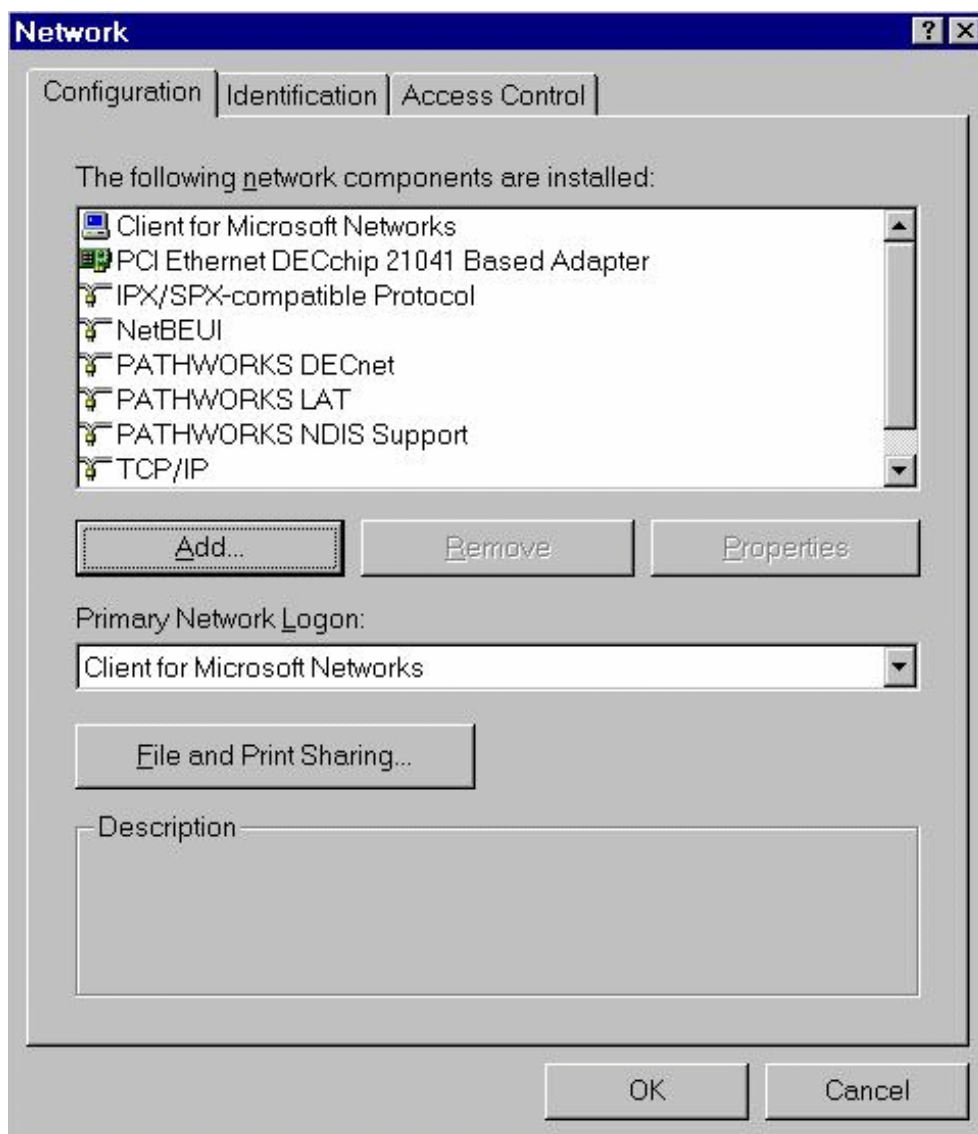 Network
Configuration Identification Access Control
The following network components are installed:
Client for Microsoft Networks
PCI Ethernet DECchip 21041 Based Adapter
IPX/SPX-compatible Protocol
NetBEUI
PATHWORKS DECnet
PATHWORKS LAT
PATHWORKS NDIS Support
TCP/IP
Add... Remove Properties
Primary Network Logon:
Client for Microsoft Networks
File and Print Sharing...
Description
OK Cancel